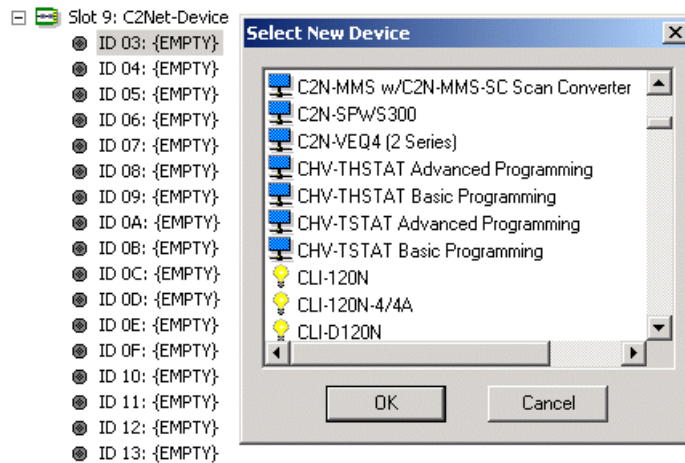 Slot 9: C2Net-Device
ID 03: {EMPTY}
ID 04: {EMPTY}
ID 05: {EMPTY}
ID 06: {EMPTY}
ID 07: {EMPTY}
ID 08: {EMPTY}
ID 09: {EMPTY}
ID 0A: {EMPTY}
ID 0B: {EMPTY}
ID 0C: {EMPTY}
ID 0D: {EMPTY}
ID 0E: {EMPTY}
ID 0F: {EMPTY}
ID 10: {EMPTY}
ID 11: {EMPTY}
ID 12: {EMPTY}
ID 13: {EMPTY}
Select New Device
C2N-MMS w/C2N-MMS-SC Scan Converter
C2N-SPWS300
C2N-VEQ4 (2 Series)
CHV-THSTAT Advanced Programming
CHV-THSTAT Basic Programming
CHV-TSTAT Advanced Programming
CHV-TSTAT Basic Programming
CLI-120N
CLI-120N-4/4A
CLI-D120N
OK
Cancel